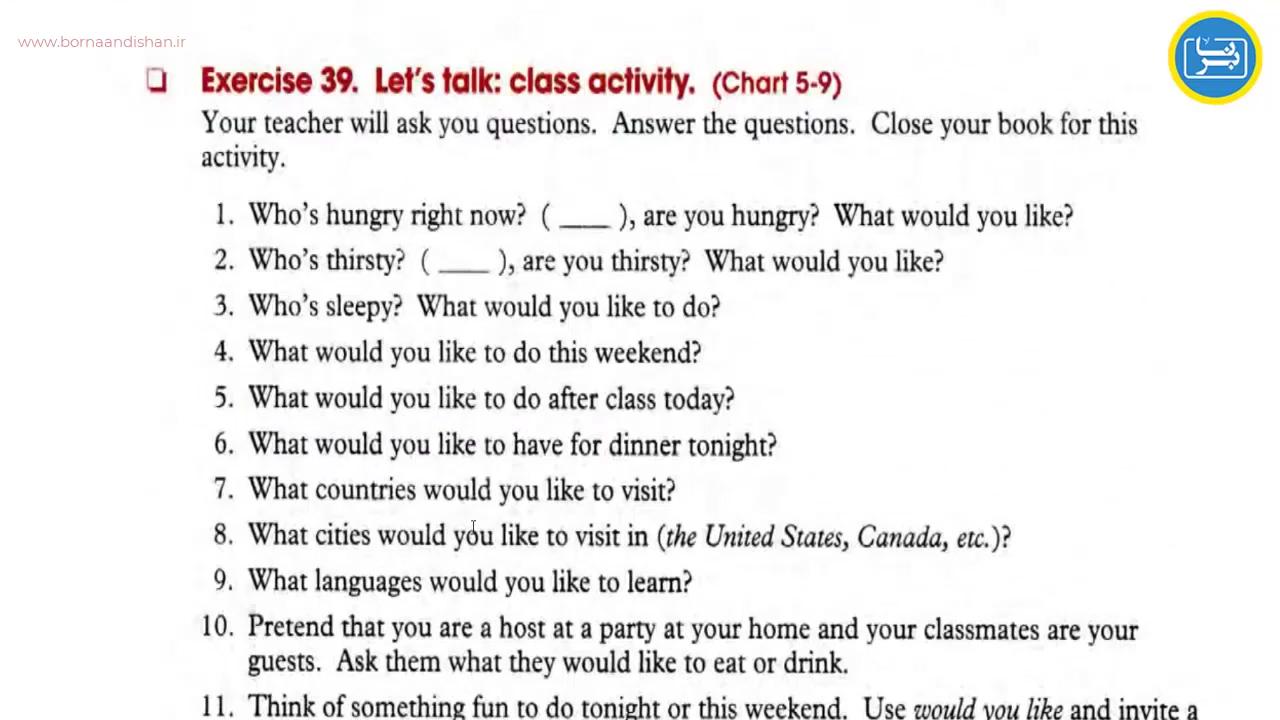 www.bornaandishan.ir
برنا
❑ Exercise 39. Let's talk: class activity. (Chart 5-9)
Your teacher will ask you questions. Answer the questions. Close your book for this
activity.
1. Who's hungry right now? ( ___ ), are you hungry? What would you like?
2. Who's thirsty? ( ___ ), are you thirsty? What would you like?
3. Who's sleepy? What would you like to do?
4. What would you like to do this weekend?
5. What would you like to do after class today?
6. What would you like to have for dinner tonight?
7. What countries would you like to visit?
8. What cities would you like to visit in (the United States, Canada, etc.)?
9. What languages would you like to learn?
10. Pretend that you are a host at a party at your home and your classmates are your
guests. Ask them what they would like to eat or drink.
11. Think of something fun to do tonight or this weekend. Use would you like and invite a